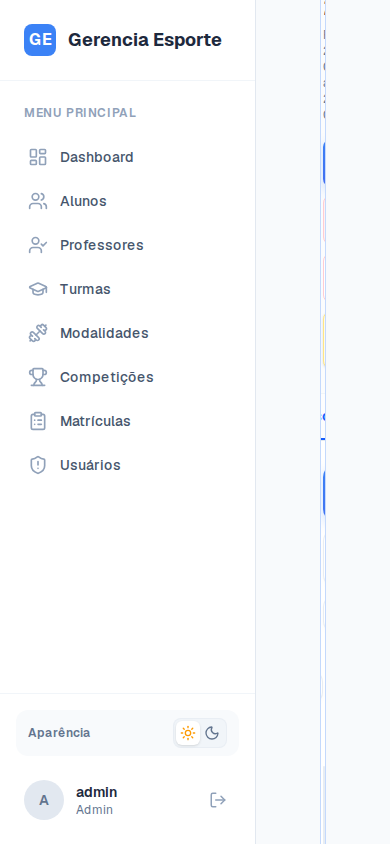 GE Gerencia Esporte
MENU PRINCIPAL
Dashboard
Alunos
Professores
Turmas
Modalidades
Competições
Matrículas
Usuários
Aparência
A
admin
Admin